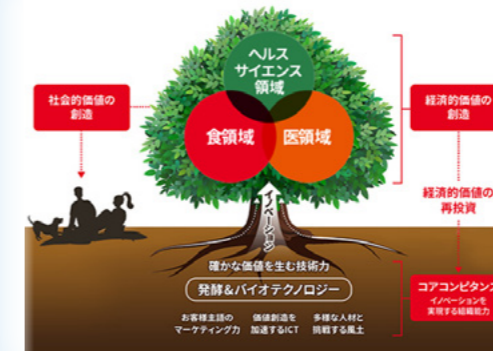 ヘルス
サイエンス
領域
食領域
医領域
社会的価値の
創造
経済的価値の
創造
経済的価値の
再投資
イノベーション
確かな価値を生む技術力
発酵&バイオテクノロジー
お客様主語の
マーケティング力
価値創造を
加速するICT
多様な人材と
挑戦する風土
コアコンピタンス
イノベーションを
実現する組織能力